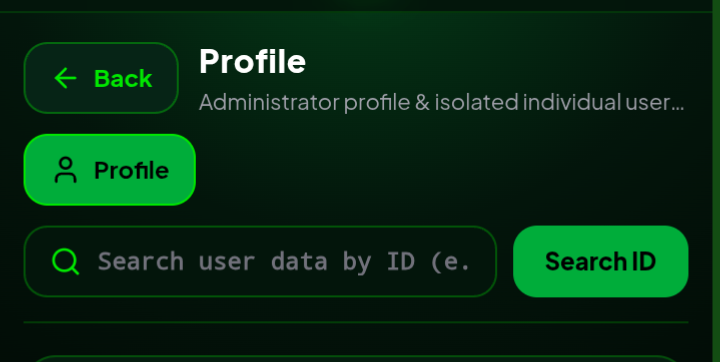 Back
Profile
Administrator profile & isolated individual user...
Profile
Search user data by ID (e.
Search ID